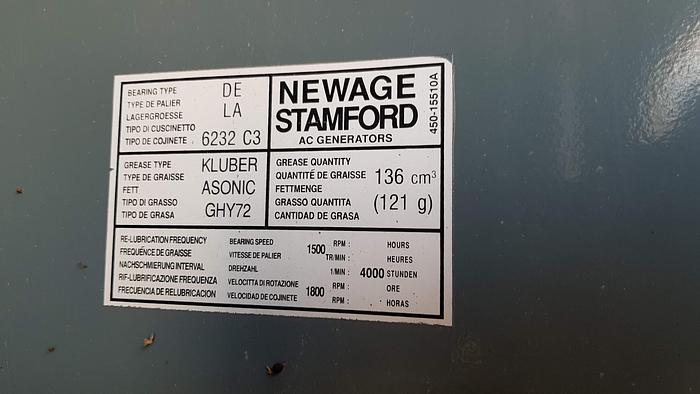 BEARING TYPE DE
TYPE DE PALIER
LAGERGROESSE LA
TIPO DI CUSCINETTO
TIPO DE COJINETE 6232 C3
NEWAGE
STAMFORD
AC GENERATORS
450-15510A
GREASE TYPE KLUBER
TYPE DE GRAISSE
FETT ASONIC
TIPO DI GRASSO
TIPO DE GRASA GHY72
GREASE QUANTITY
QUANTITÉ DE GRAISSE 136 cm³
FETTMENGE
GRASSO QUANTITA (121 g)
CANTIDAD DE GRASA
RE-LUBRICATION FREQUENCY BEARING SPEED 1500 RPM: HOURS
FREQUENCE DE GRAISSE VITESSE DE PALIER TR/MIN: HEURES
NACHSCHMIERUNG INTERVAL DREHZAHL 1/MIN: 4000 STUNDEN
RIF-LUBRIFICAZIONE FREQUENZA VELOCITTA DI ROTAZIONE 1800 RPM: ORE
FRECUENCIA DE RELUBRICACION VELOCIDAD DE COJINETE RPM: HORAS